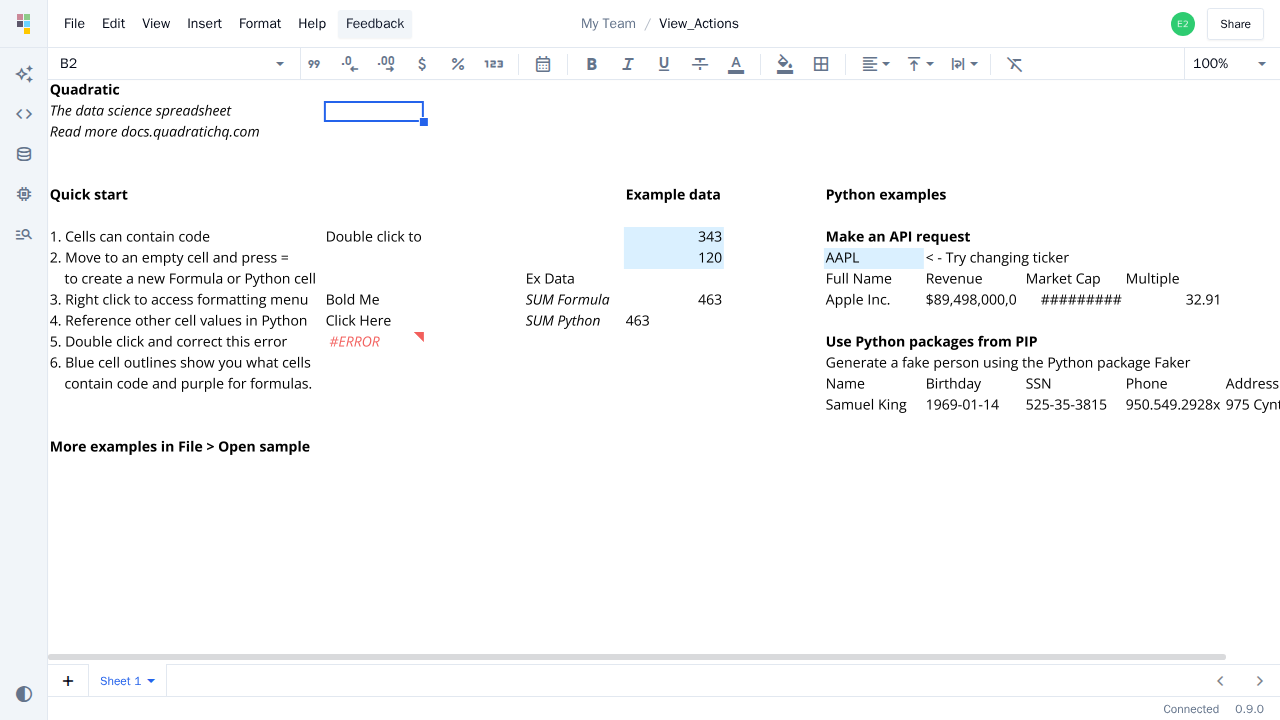 File Edit View Insert Format Help Feedback My Team / View_Actions E2 Share
B2 99 .0 .00 $ % 123 B I U A 100%
Quadratic
The data science spreadsheet
Read more docs.quadratichq.com
Quick start Example data Python examples
1. Cells can contain code Double click to 343 Make an API request
2. Move to an empty cell and press = 120 AAPL < - Try changing ticker
to create a new Formula or Python cell Ex Data Full Name Revenue Market Cap Multiple
3. Right click to access formatting menu Bold Me SUM Formula 463 Apple Inc. $89,498,000,0 ######### 32.91
4. Reference other cell values in Python Click Here SUM Python 463
5. Double click and correct this error #ERROR Use Python packages from PIP
6. Blue cell outlines show you what cells Generate a fake person using the Python package Faker
contain code and purple for formulas. Name Birthday SSN Phone Address
Samuel King 1969-01-14 525-35-3815 950.549.2928x 975 Cynt
More examples in File > Open sample
+ Sheet 1
Connected 0.9.0